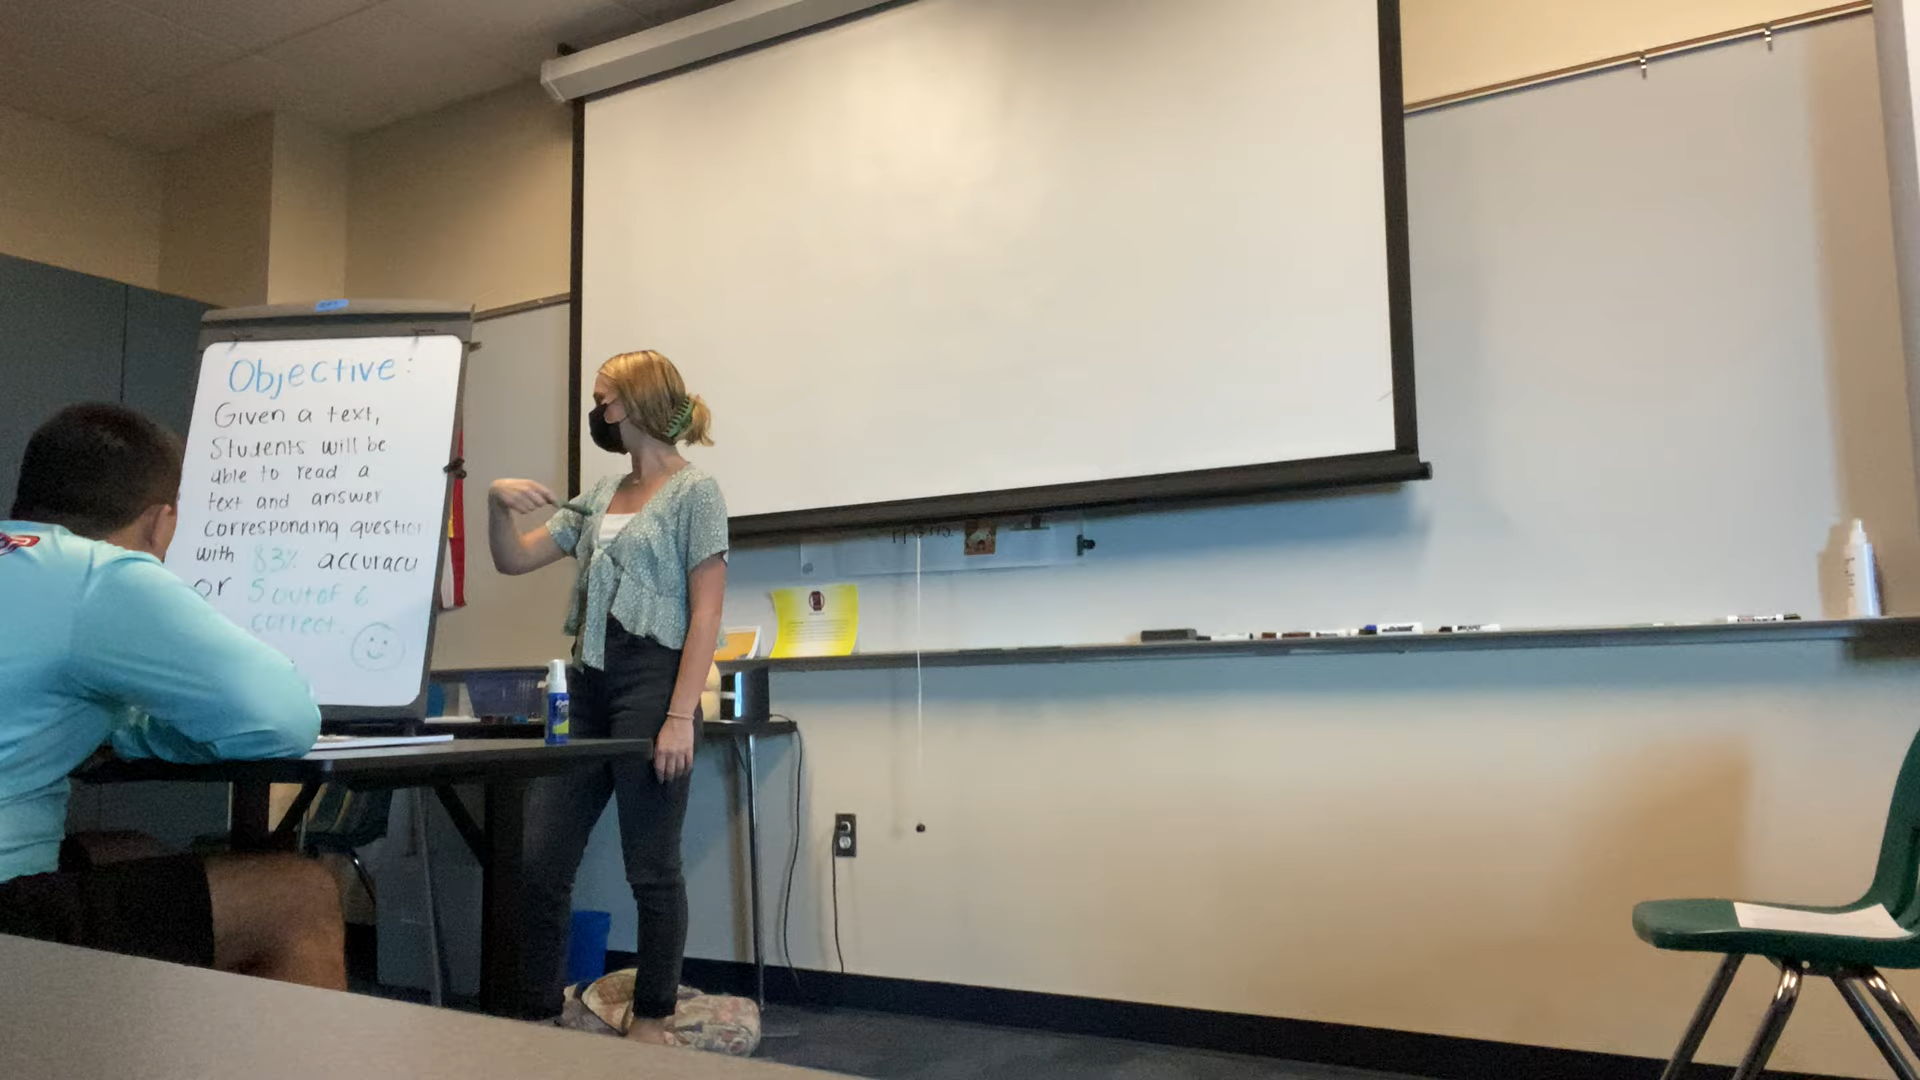 Objective:
Given a text,
Students will be
able to read a
text and answer
corresponding question
with 83% accuracy
or 5 out of 6
correct.